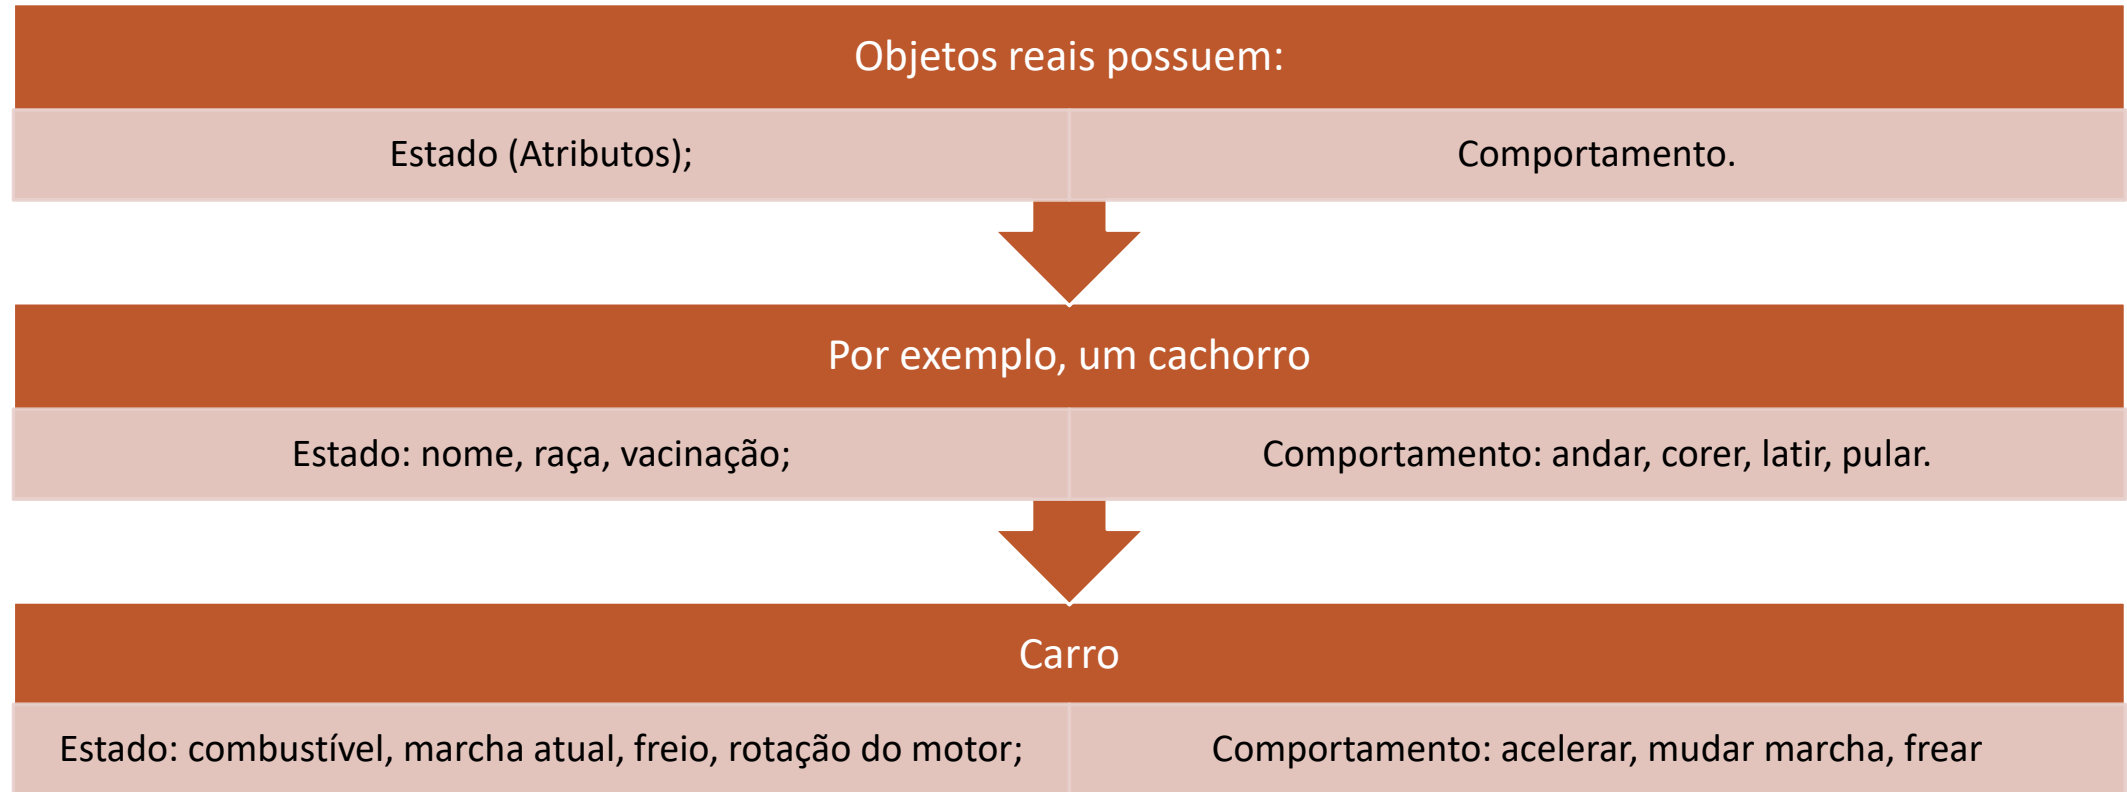 Objetos reais possuem:
Estado (Atributos);
Comportamento.
Por exemplo, um cachorro
Estado: nome, raça, vacinação;
Comportamento: andar, corer, latir, pular.
Carro
Estado: combustível, marcha atual, freio, rotação do motor;
Comportamento: acelerar, mudar marcha, frear